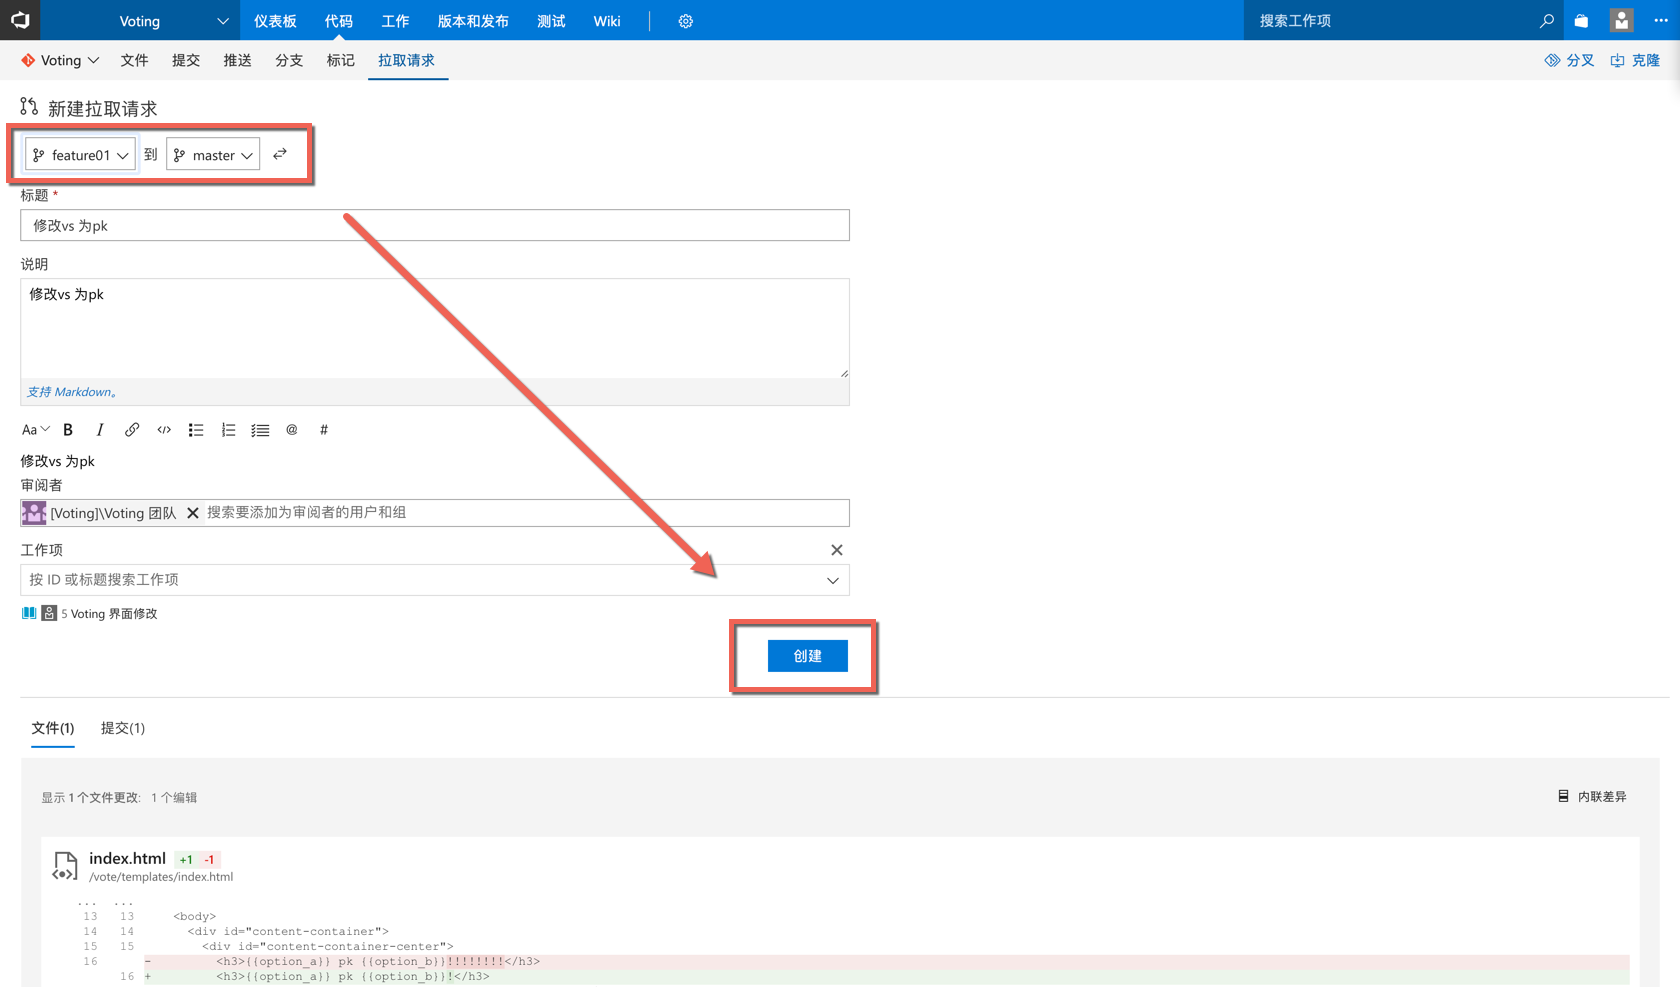 Voting 仪表板 代码 工作 版本和发布 测试 Wiki 搜索工作项
Voting 文件 提交 推送 分支 标记 拉取请求 分叉 克隆
新建拉取请求
feature01 到 master
标题 *
修改vs 为pk
说明
修改vs 为pk
支持 Markdown。
Aa B I </> @ #
修改vs 为pk
审阅者
[Voting]\Voting 团队 搜索要添加为审阅者的用户和组
工作项
按 ID 或标题搜索工作项
5 Voting 界面修改
创建
文件(1) 提交(1)
显示 1 个文件更改: 1 个编辑 内联差异
index.html +1 -1
/vote/templates/index.html
... ...
13 13 <body>
14 14 <div id="content-container">
15 15 <div id="content-container-center">
16 - <h3>{{option_a}} pk {{option_b}}!!!!!!!!</h3>
16 + <h3>{{option_a}} pk {{option_b}}!</h3>